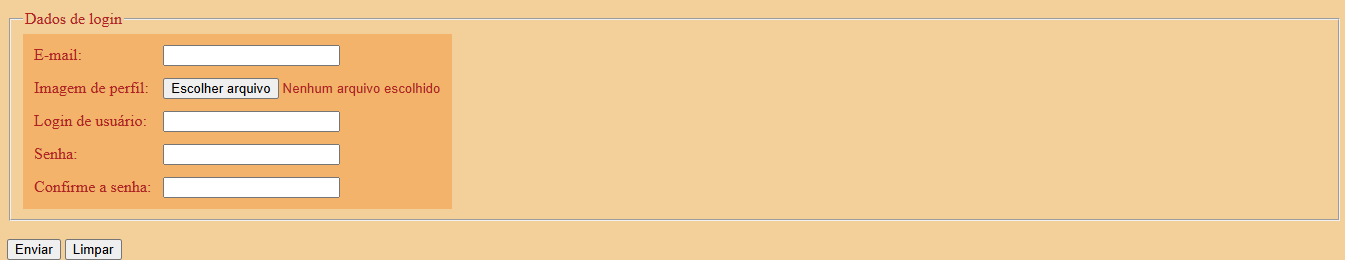 Dados de login
E-mail:
Imagem de perfil: Escolher arquivo Nenhum arquivo escolhido
Login de usuário:
Senha:
Confirme a senha:
Enviar Limpar